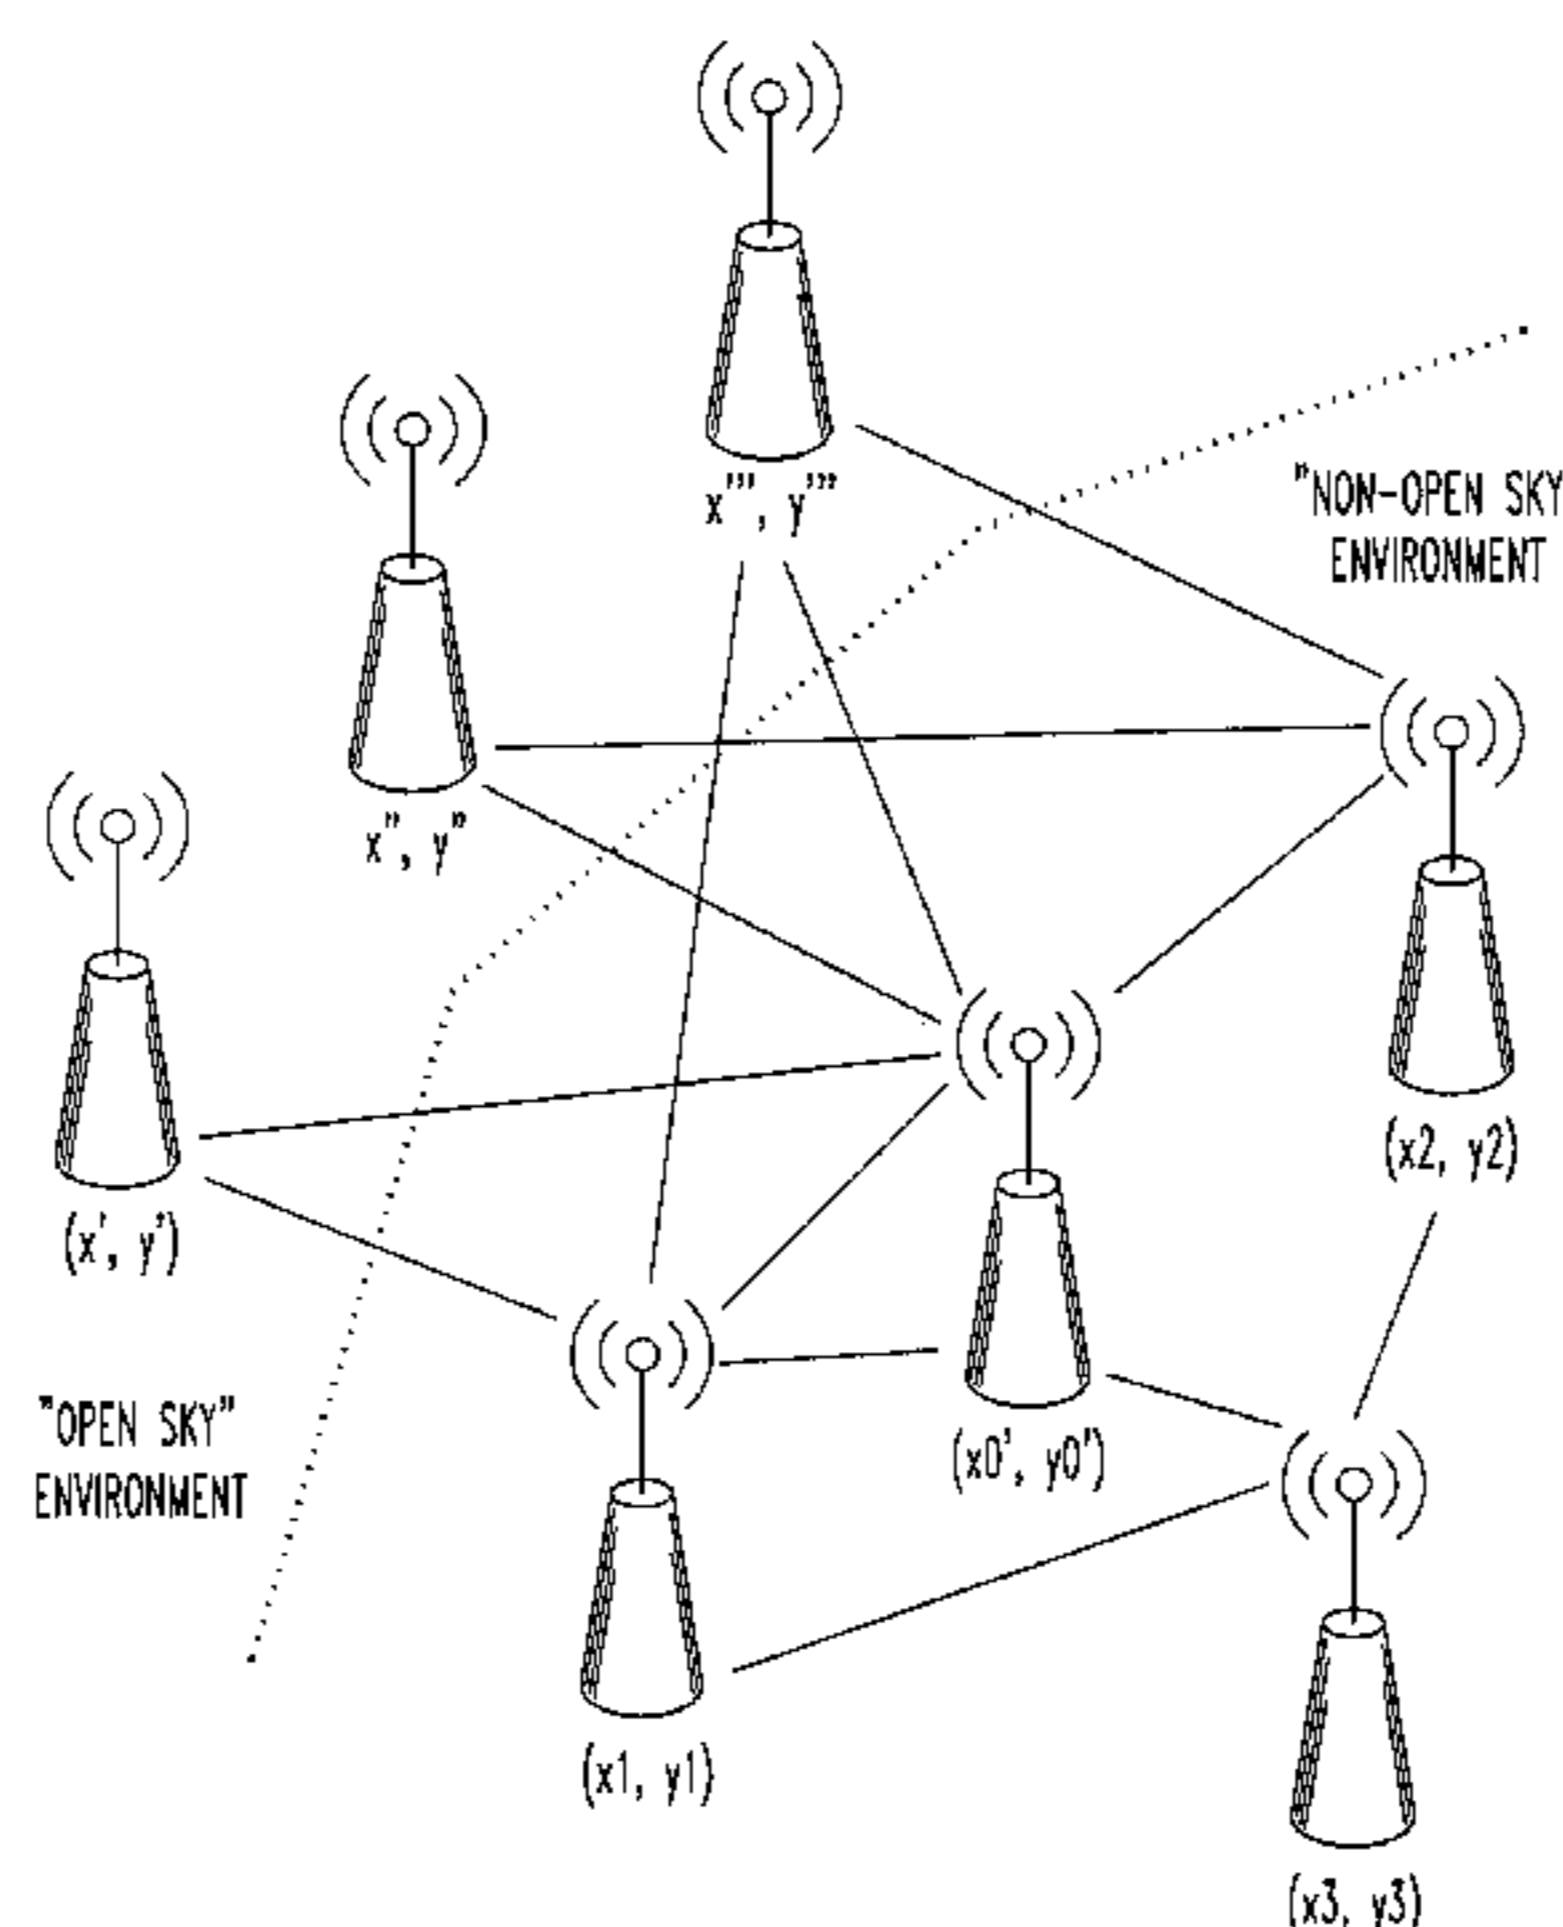 x''', y'''
"NON-OPEN SKY
ENVIRONMENT
x", y"
(x2, y2)
(x', y')
"OPEN SKY"
ENVIRONMENT
(x0', y0')
(x1, y1)
(x3, y3)